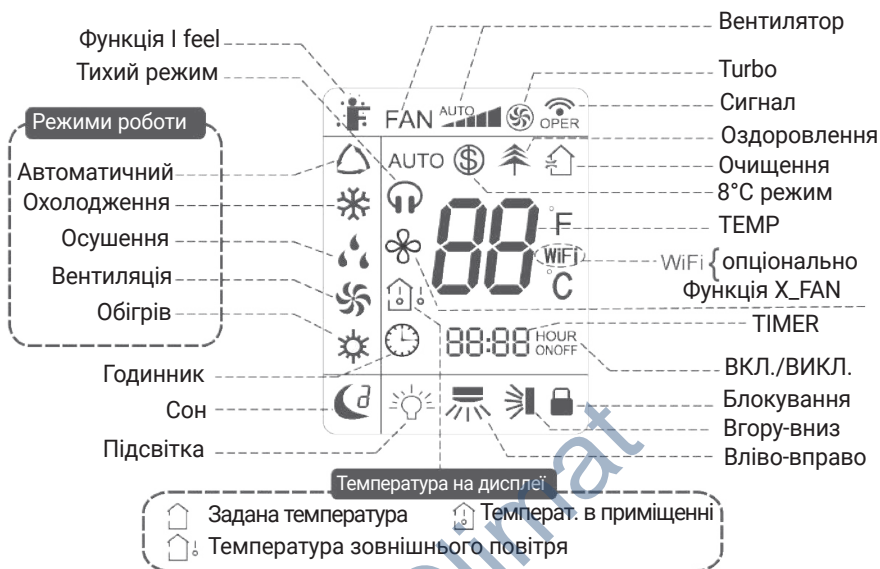 Функція I feel
Тихий режим
Режими роботи
Автоматичний
Охолодження
Осушення
Вентиляція
Обігрів
Годинник
Сон
Підсвітка
FAN AUTO OPER
AUTO
88 °F
WiFi
°C
88:88 HOUR
ONOFF
Вентилятор
Turbo
Сигнал
Оздоровлення
Очищення
8°C режим
TEMP
WiFi { опціонально
Функція X_FAN
TIMER
ВКЛ./ВИКЛ.
Блокування
Вгору-вниз
Вліво-вправо
Температура на дисплеї
Задана температура Температ. в приміщенні
Температура зовнішнього повітря